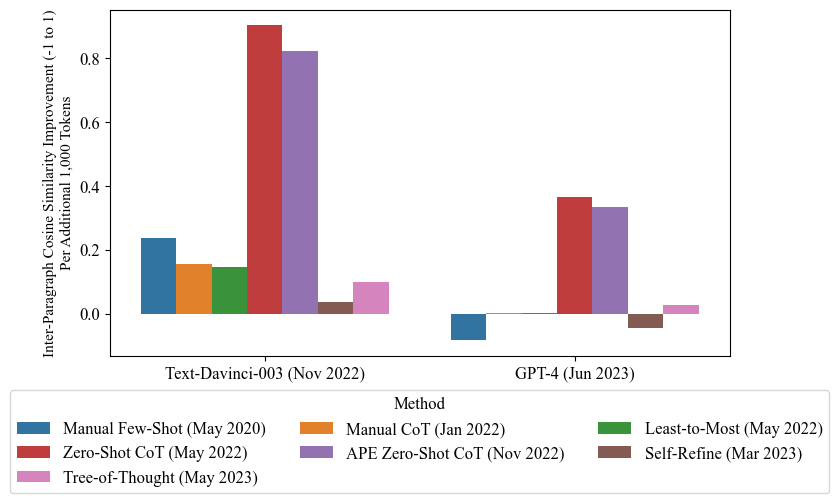 Inter-Paragraph Cosine Similarity Improvement (-1 to 1)
Per Additional 1,000 Tokens
0.8
0.6
0.4
0.2
0.0
Text-Davinci-003 (Nov 2022)
GPT-4 (Jun 2023)
Method
Manual Few-Shot (May 2020)
Manual CoT (Jan 2022)
Least-to-Most (May 2022)
Zero-Shot CoT (May 2022)
APE Zero-Shot CoT (Nov 2022)
Self-Refine (Mar 2023)
Tree-of-Thought (May 2023)